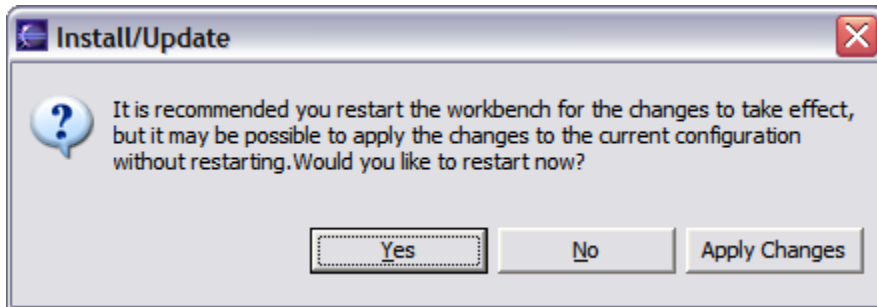 Install/Update
It is recommended you restart the workbench for the changes to take effect,
but it may be possible to apply the changes to the current configuration
without restarting.Would you like to restart now?
Yes
No
Apply Changes